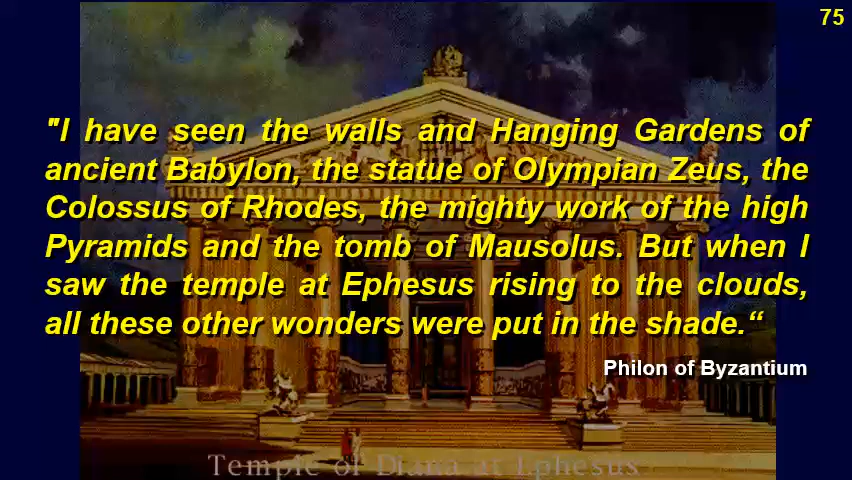 75
"I have seen the walls and Hanging Gardens of
ancient Babylon, the statue of Olympian Zeus, the
Colossus of Rhodes, the mighty work of the high
Pyramids and the tomb of Mausolus. But when I
saw the temple at Ephesus rising to the clouds,
all these other wonders were put in the shade.“
Philon of Byzantium
Temple of Diana at Ephesus